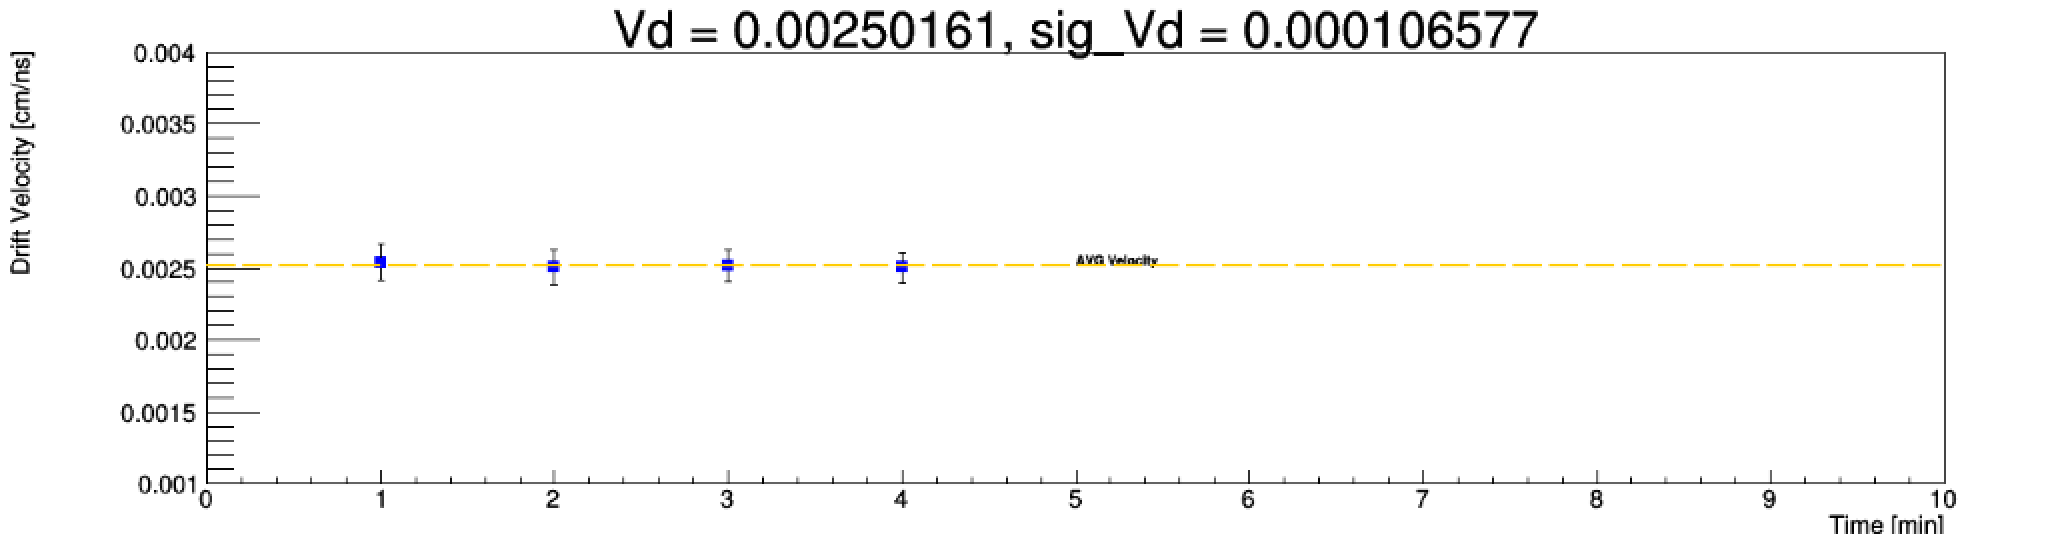 Vd = 0.00250161, sig_Vd = 0.000106577
Drift Velocity [cm/ns]
0.004
0.0035
0.003
0.0025
0.002
0.0015
0.001
AVG Velocity
0 1 2 3 4 5 6 7 8 9 10
Time [min]